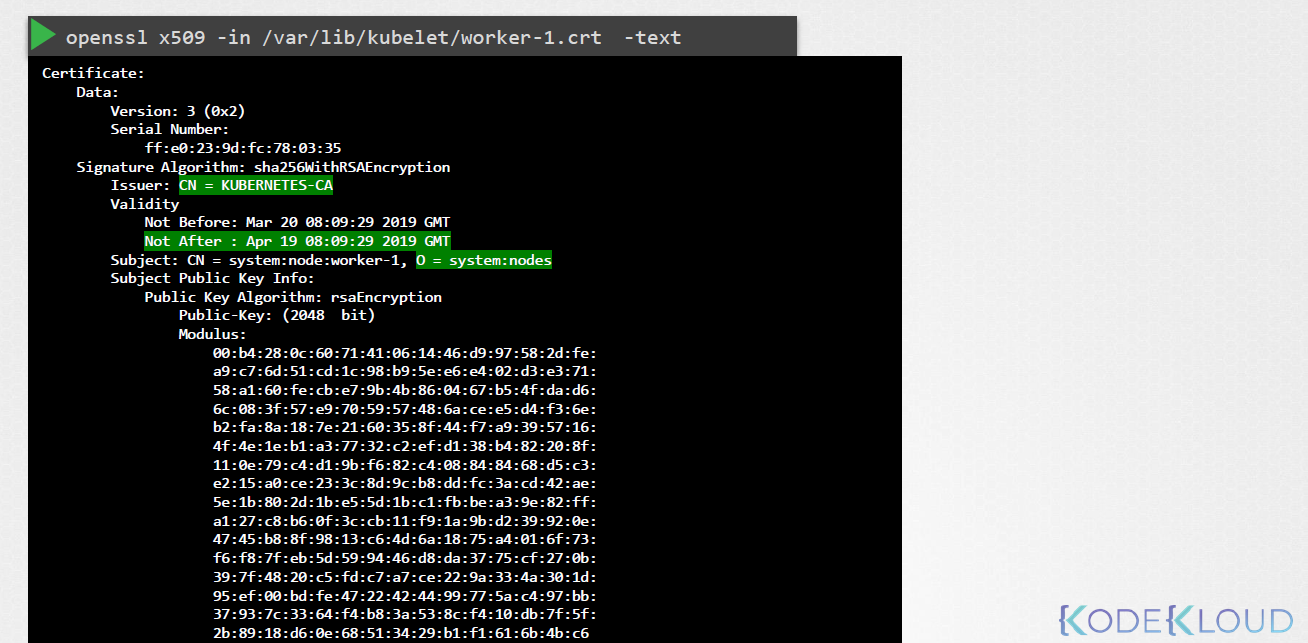 openssl x509 -in /var/lib/kubelet/worker-1.crt -text
Certificate:
Data:
Version: 3 (0x2)
Serial Number:
ff:e0:23:9d:fc:78:03:35
Signature Algorithm: sha256WithRSAEncryption
Issuer: CN = KUBERNETES-CA
Validity
Not Before: Mar 20 08:09:29 2019 GMT
Not After : Apr 19 08:09:29 2019 GMT
Subject: CN = system:node:worker-1, O = system:nodes
Subject Public Key Info:
Public Key Algorithm: rsaEncryption
Public-Key: (2048 bit)
Modulus:
00:b4:28:0c:60:71:41:06:14:46:d9:97:58:2d:fe:
a9:c7:6d:51:cd:1c:98:b9:5e:e6:e4:02:d3:e3:71:
58:a1:60:fe:cb:e7:9b:4b:86:04:67:b5:4f:da:d6:
6c:08:3f:57:e9:70:59:57:48:6a:ce:e5:d4:f3:6e:
b2:fa:8a:18:7e:21:60:35:8f:44:f7:a9:39:57:16:
4f:4e:1e:b1:a3:77:32:c2:ef:d1:38:b4:82:20:8f:
11:0e:79:c4:d1:9b:f6:82:c4:08:84:84:68:d5:c3:
e2:15:a0:ce:23:3c:8d:9c:b8:dd:fc:3a:cd:42:ae:
5e:1b:80:2d:1b:e5:5d:1b:c1:fb:be:a3:9e:82:ff:
a1:27:c8:b6:0f:3c:cb:11:f9:1a:9b:d2:39:92:0e:
47:45:b8:8f:98:13:c6:4d:6a:18:75:a4:01:6f:73:
f6:f8:7f:eb:5d:59:94:46:d8:da:37:75:cf:27:0b:
39:7f:48:20:c5:fd:c7:a7:ce:22:9a:33:4a:30:1d:
95:ef:00:bd:fe:47:22:42:44:99:77:5a:c4:97:bb:
37:93:7c:33:64:f4:b8:3a:53:8c:f4:10:db:7f:5f:
2b:89:18:d6:0e:68:51:34:29:b1:f1:61:6b:4b:c6
KODEKLOUD